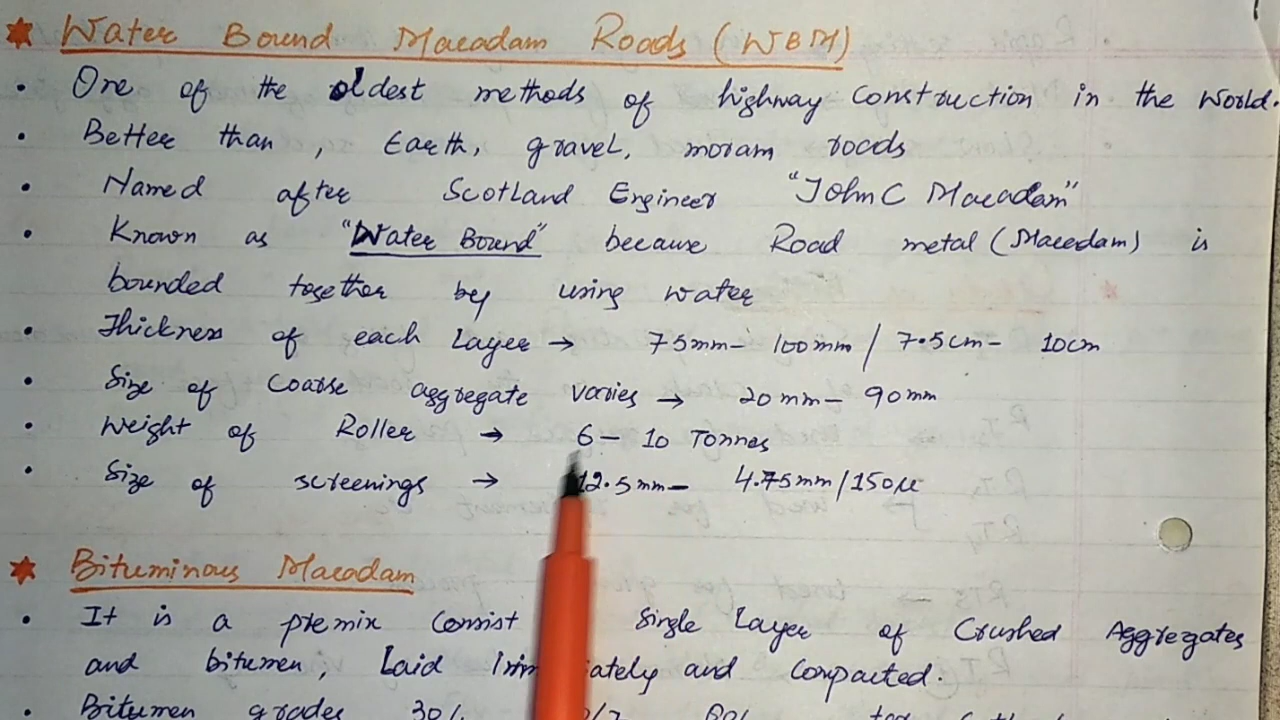 ★ Water Bound Macadam Roads (WBM)
• One of the oldest methods of highway construction in the World.
• Better than, Earth, gravel, moram roads
• Named after Scotland Engineer "John C Macadam"
• Known as "Water Bound" because Road metal (Macadam) is
bounded together by using water
• Thickness of each Layer → 75mm- 100mm / 7.5cm- 10cm
• Size of Coarse aggregate varies → 20mm- 90mm
• Weight of Roller → 6- 10 Tonnes
• Size of screenings → 12.5mm- 4.75mm/150µ
★ Bituminous Macadam
• It is a premix consist single Layer of Crushed Aggregates
and bitumen, Laid and Compacted.
• Bitumen grades